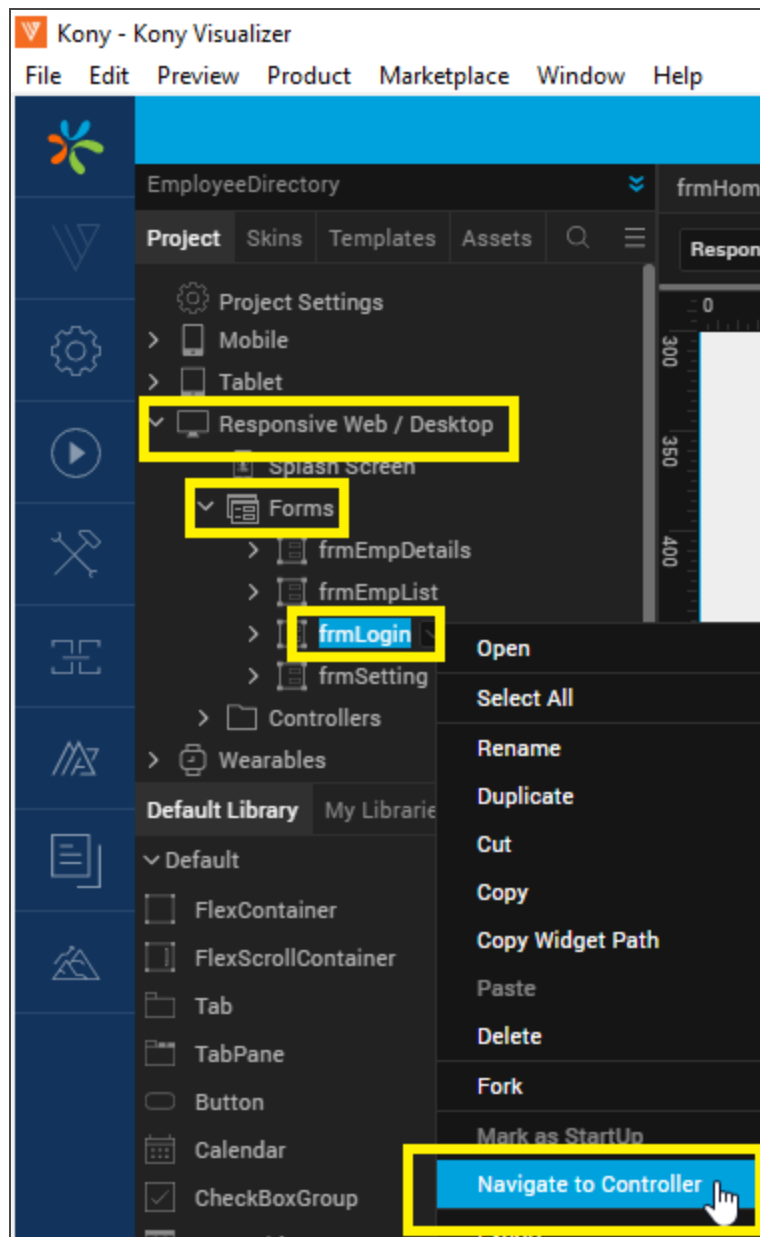 Kony - Kony Visualizer
File Edit Preview Product Marketplace Window Help
EmployeeDirectory
frmHom
Project Skins Templates Assets
Respon
Project Settings
0
Mobile
300
Tablet
Responsive Web / Desktop
Splash Screen
350
Forms
frmEmpDetails
400
frmEmpList
frmLogin
Open
frmSetting
Select All
Controllers
Rename
Wearables
Default Library My Librarie
Duplicate
Cut
Default
Copy
FlexContainer
Copy Widget Path
FlexScrollContainer
Paste
Tab
Delete
TabPane
Fork
Button
Mark as StartUp
Calendar
Navigate to Controller
CheckBoxGroup